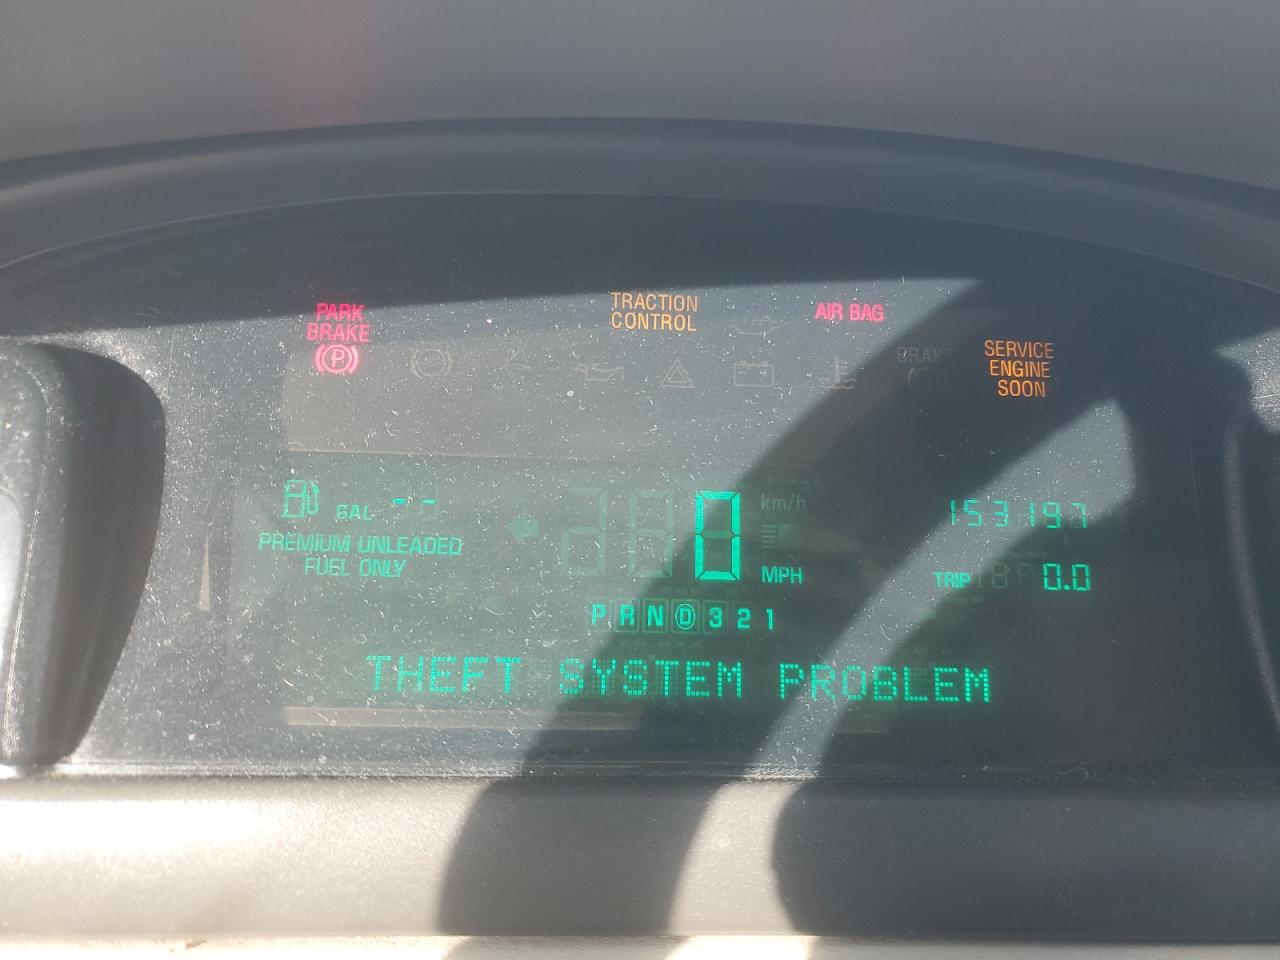 PARK
BRAKE
P
TRACTION
CONTROL
AIR BAG
BRAKE
SERVICE
ENGINE
SOON
GAL --
PREMIUM UNLEADED
FUEL ONLY
0
km/h
MPH
153197
TRIP 0.0
P R N D 3 2 1
THEFT SYSTEM PROBLEM